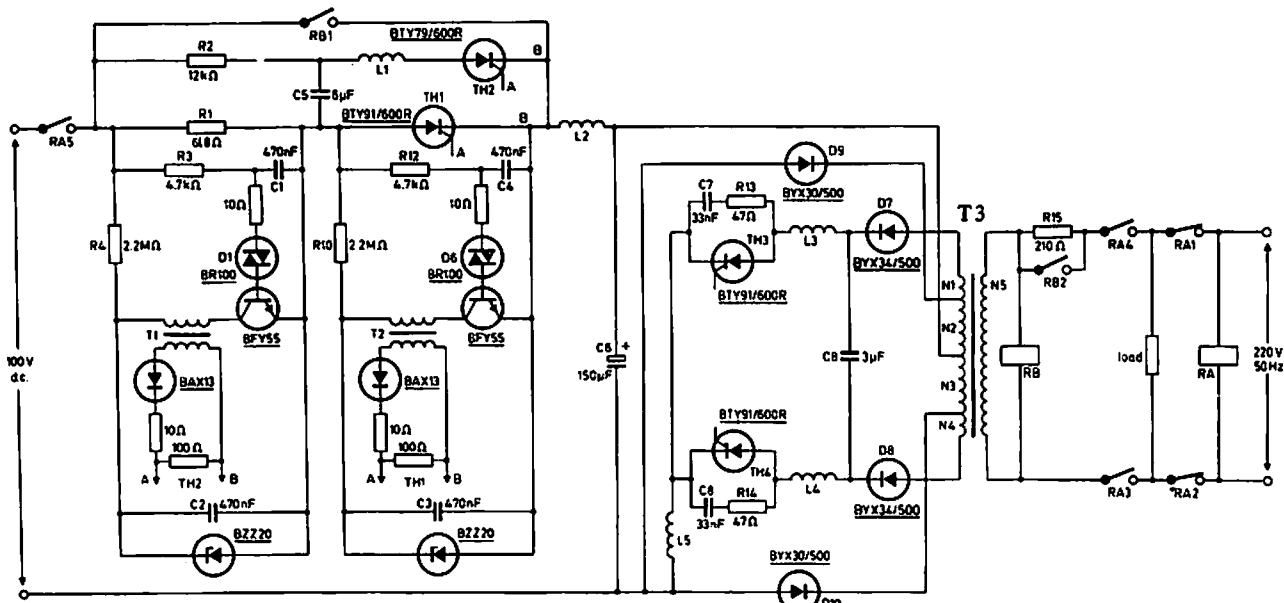 RB1
BTY79/600R
R2
12kΩ
L1
TH2
A
B
C5
6μF
TH1
BTY91/600R
B
A
R1
6Ω8Ω
RA5
L2
R3
4.7kΩ
470nF
C1
R12
4.7kΩ
470nF
C4
10Ω
10Ω
R4
2.2MΩ
R10
2.2MΩ
D1
BR100
D6
BR100
T1
BFY55
T2
BFY55
BAX13
BAX13
10Ω
10Ω
100Ω
100Ω
A
TH2
B
A
TH1
B
C2
470nF
C3
470nF
BZZ20
BZZ20
100V
d.c.
C6
+
150μF
D9
BYX30/500
C7
33nF
R13
47Ω
TH3
BTY91/600R
L3
D7
BYX34/500
T3
N1
N2
N3
N4
N5
C8
3μF
BTY91/600R
TH4
C8
33nF
R14
47Ω
L4
D8
BYX34/500
L5
BYX30/500
R15
210Ω
RB2
RA4
RA1
RB
load
RA
220V
50Hz
RA3
RA2